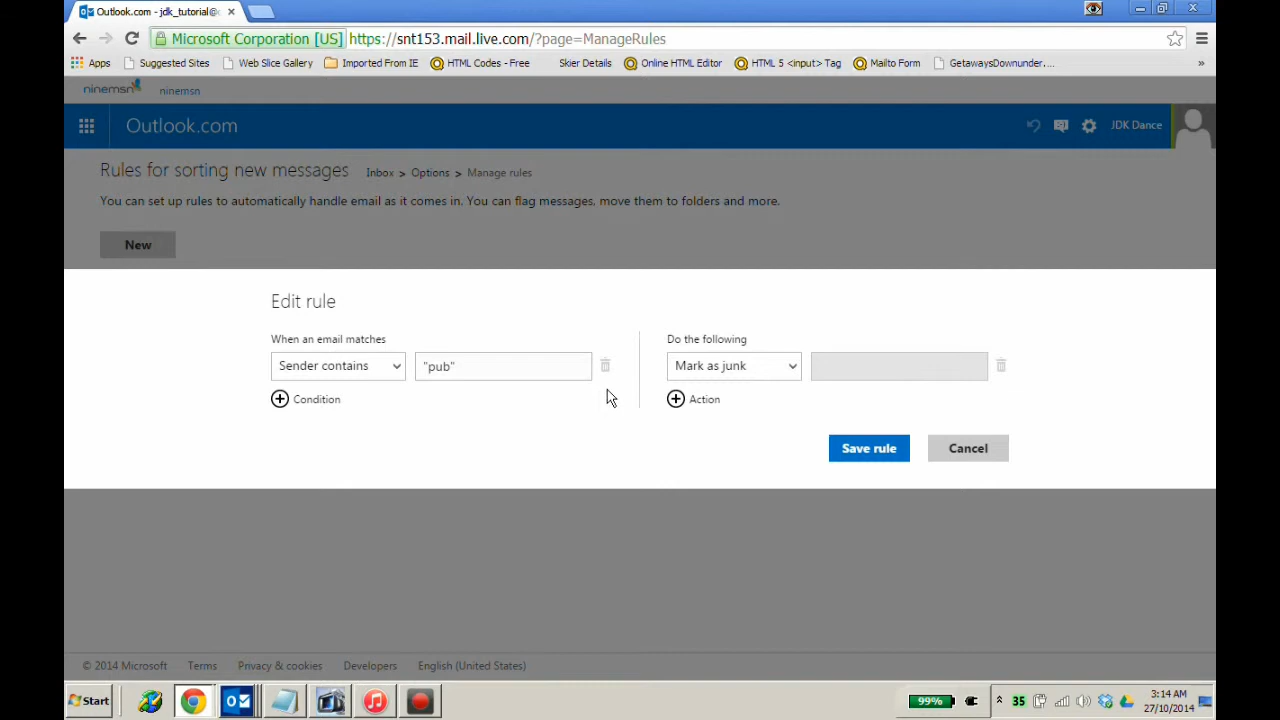 Outlook.com - jdk_tutorial@
Microsoft Corporation [US] https://snt153.mail.live.com/?page=ManageRules
Apps Suggested Sites Web Slice Gallery Imported From IE HTML Codes - Free Skier Details Online HTML Editor HTML 5 <input> Tag Mailto Form GetawaysDownunder.... »
ninemsn ninemsn
Outlook.com JDK Dance
Rules for sorting new messages Inbox > Options > Manage rules
You can set up rules to automatically handle email as it comes in. You can flag messages, move them to folders and more.
New
Edit rule
When an email matches Do the following
Sender contains "pub" Mark as junk
Condition Action
Save rule Cancel
© 2014 Microsoft Terms Privacy & cookies Developers English (United States)
Start 99% 35 3:14 AM
27/10/2014